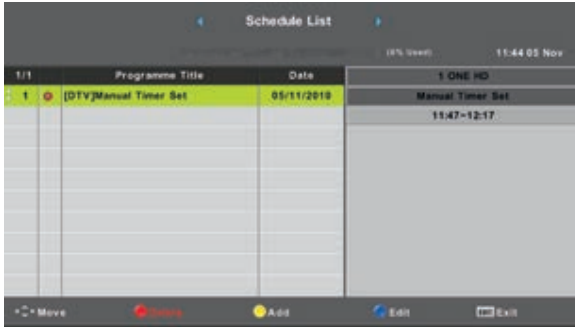 Schedule List
(0% Used) 11:44 05 Nov
1/1 Programme Title Date 1 ONE HD
1 [DTV]Manual Timer Set 05/11/2010 Manual Timer Set
11:47~12:17
Move Delete Add Edit Exit